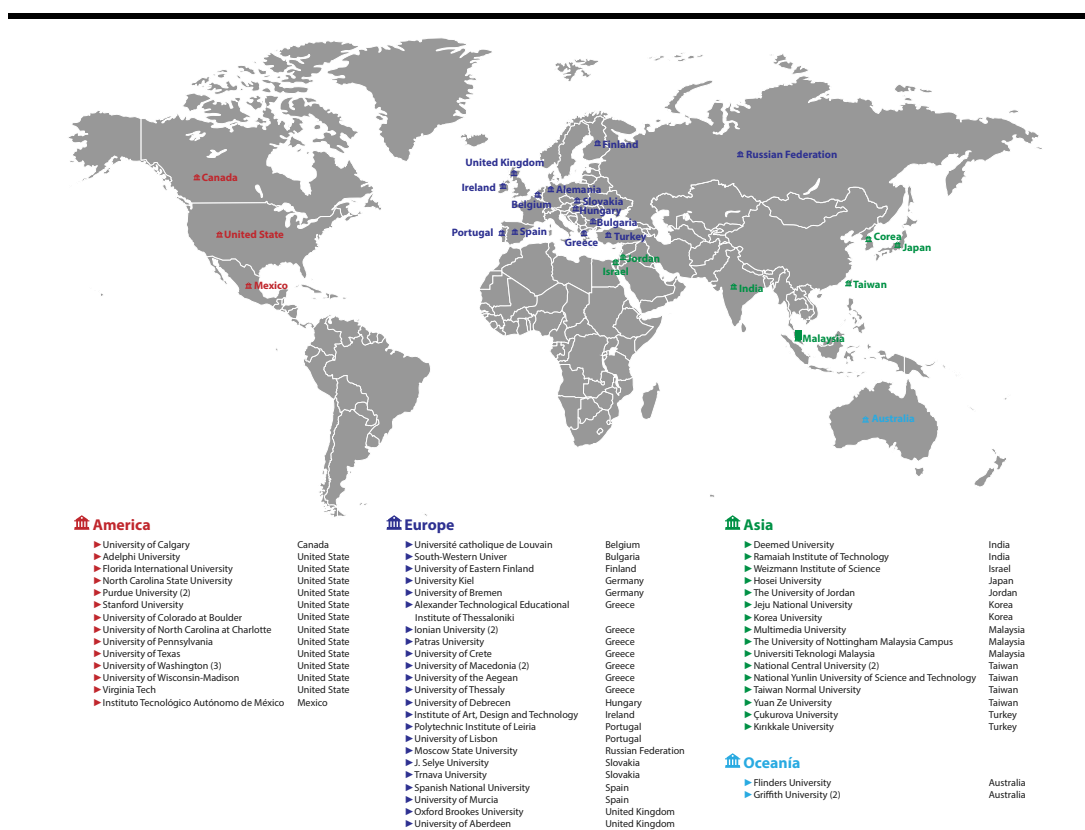 Finland
Russian Federation
United Kingdom
Canada
Ireland
Alemania
Belgium
Slovakia
Hungary
Bulgaria
United State
Portugal
Spain
Greece
Turkey
Corea
Japan
Jordan
Israel
Mexico
India
Taiwan
Malaysia
Australia
America
University of Calgary Canada
Adelphi University United State
Florida International University United State
North Carolina State University United State
Purdue University (2) United State
Stanford University United State
University of Colorado at Boulder United State
University of North Carolina at Charlotte United State
University of Pennsylvania United State
University of Texas United State
University of Washington (3) United State
University of Wisconsin-Madison United State
Virginia Tech United State
Instituto Tecnológico Autónomo de México Mexico
Europe
Université catholique de Louvain Belgium
South-Western Univer Bulgaria
University of Eastern Finland Finland
University Kiel Germany
University of Bremen Germany
Alexander Technological Educational Greece
Institute of Thessaloniki
Ionian University (2) Greece
Patras University Greece
University of Crete Greece
University of Macedonia (2) Greece
University of the Aegean Greece
University of Thessaly Greece
University of Debrecen Hungary
Institute of Art, Design and Technology Ireland
Polytechnic Institute of Leiria Portugal
University of Lisbon Portugal
Moscow State University Russian Federation
J. Selye University Slovakia
Trnava University Slovakia
Spanish National University Spain
University of Murcia Spain
Oxford Brookes University United Kingdom
University of Aberdeen United Kingdom
Asia
Deemed University India
Ramaiah Institute of Technology India
Weizmann Institute of Science Israel
Hosei University Japan
The University of Jordan Jordan
Jeju National University Korea
Korea University Korea
Multimedia University Malaysia
The University of Nottingham Malaysia Campus Malaysia
Universiti Teknologi Malaysia Malaysia
National Central University (2) Taiwan
National Yunlin University of Science and Technology Taiwan
Taiwan Normal University Taiwan
Yuan Ze University Taiwan
Çukurova University Turkey
Kırıkkale University Turkey
Oceanía
Flinders University Australia
Griffith University (2) Australia